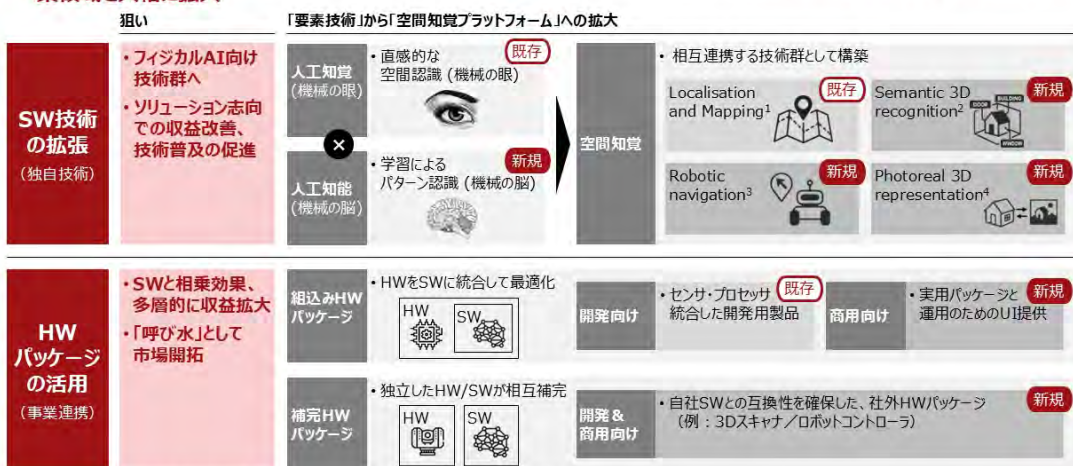 狙い
「要素技術」から「空間知覚プラットフォーム」への拡大
SW技術
の拡張
(独自技術)
・フィジカルAI向け
技術群へ
・ソリューション志向
での収益改善、
技術普及の促進
人工知覚
(機械の眼)
・直感的な
空間認識 (機械の眼)
既存
×
人工知能
(機械の脳)
・学習による
パターン認識 (機械の脳)
新規
空間知覚
・相互連携する技術群として構築
Localisation
and Mapping¹
既存
Semantic 3D
recognition²
新規
DOOR
BUILDING
WINDOW
Robotic
navigation³
新規
Photoreal 3D
representation⁴
新規
HW
パッケージ
の活用
(事業連携)
・SWと相乗効果、
多層的に収益拡大
・「呼び水」として
市場開拓
組込みHW
パッケージ
・HWをSWに統合して最適化
HW
SW
開発向け
・センサ・プロセッサ
統合した開発用製品
既存
商用向け
・実用パッケージと
運用のためのUI提供
新規
補完HW
パッケージ
・独立したHW/SWが相互補完
HW
SW
開発&
商用向け
・自社SWとの互換性を確保した、社外HWパッケージ
(例:3Dスキャナ/ロボットコントローラ)
新規